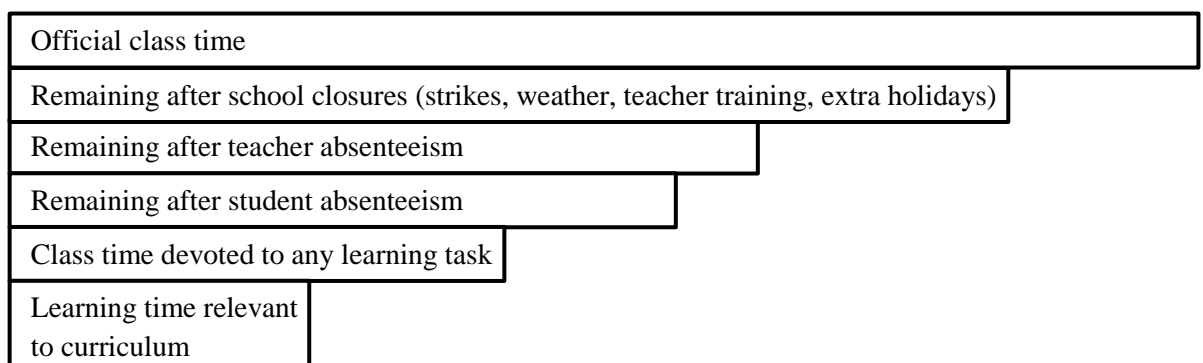 Official class time
Remaining after school closures (strikes, weather, teacher training, extra holidays)
Remaining after teacher absenteeism
Remaining after student absenteeism
Class time devoted to any learning task
Learning time relevant
to curriculum